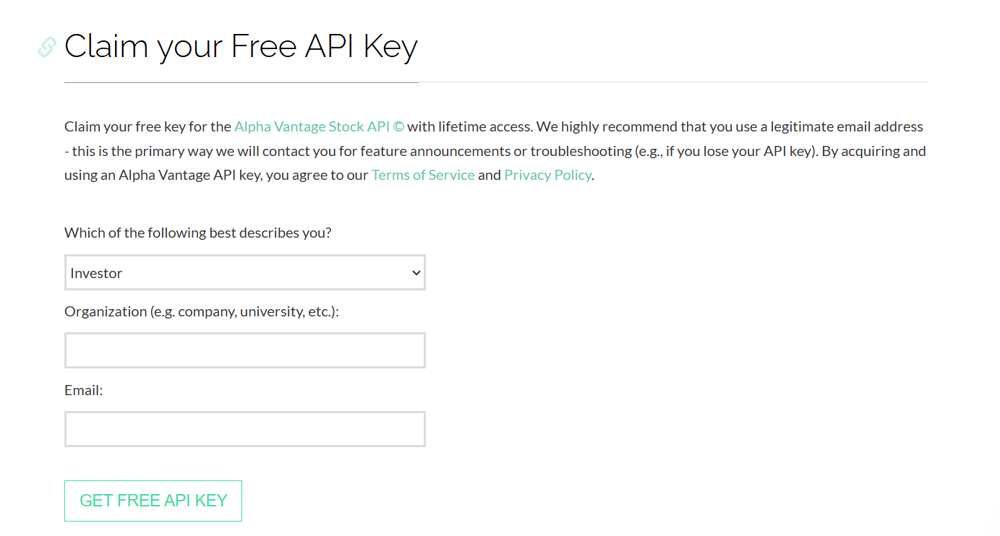 Claim your Free API Key
Claim your free key for the Alpha Vantage Stock API © with lifetime access. We highly recommend that you use a legitimate email address
- this is the primary way we will contact you for feature announcements or troubleshooting (e.g., if you lose your API key). By acquiring and
using an Alpha Vantage API key, you agree to our Terms of Service and Privacy Policy.
Which of the following best describes you?
Investor
Organization (e.g. company, university, etc.):
Email:
GET FREE API KEY